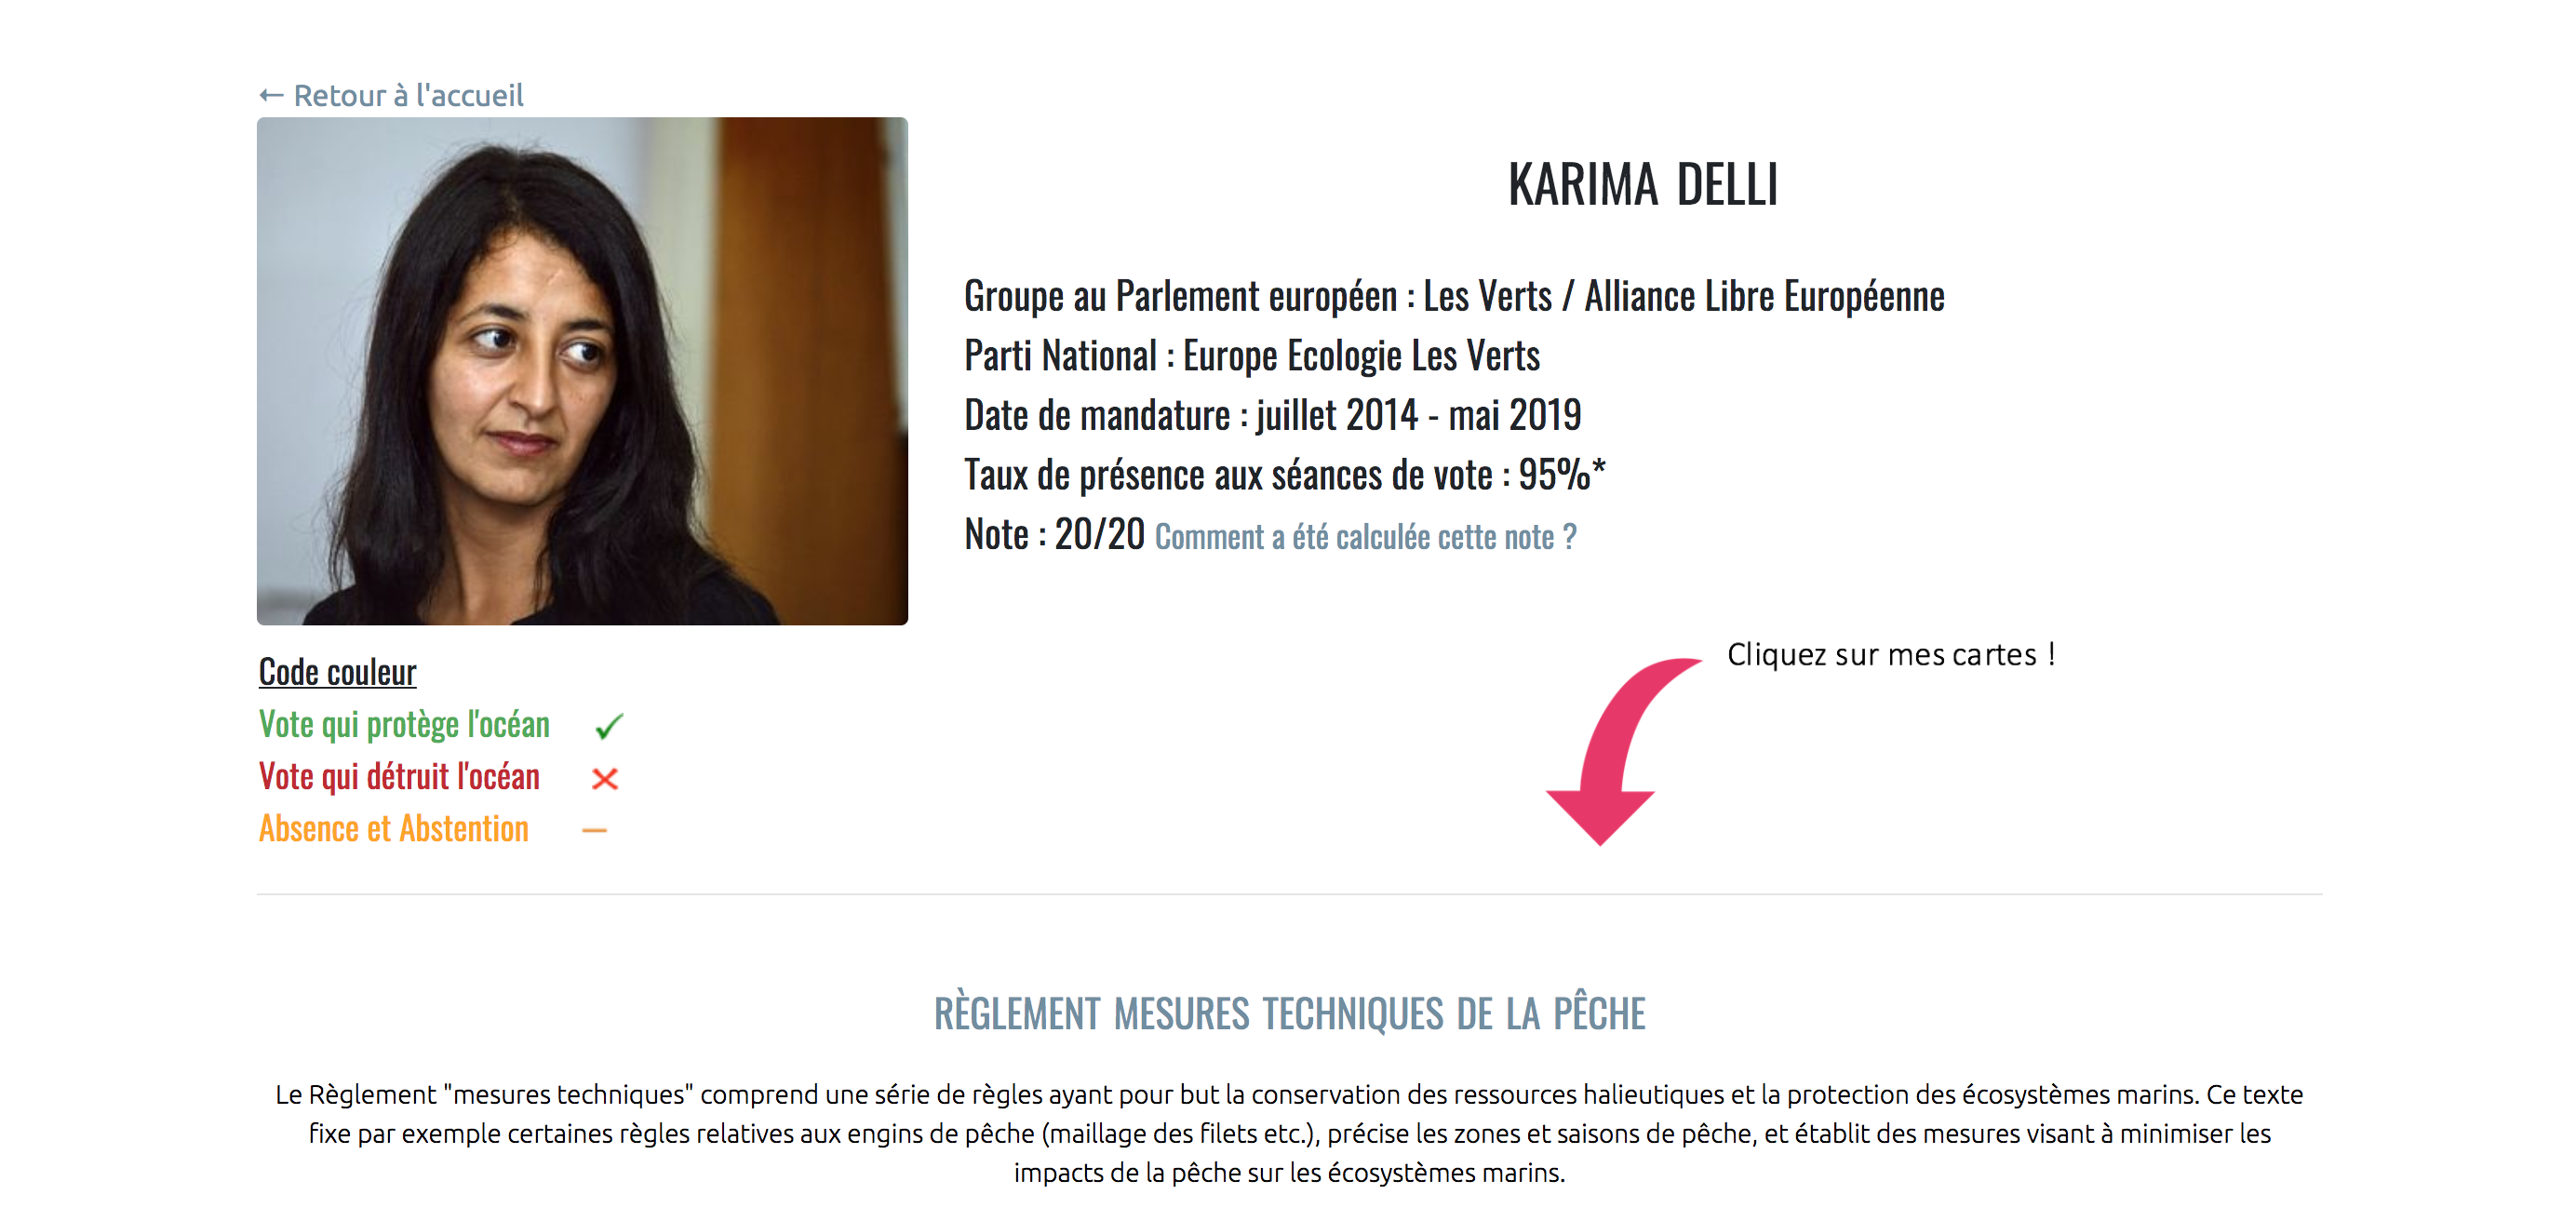 ← Retour à l'accueil
KARIMA DELLI
Groupe au Parlement européen : Les Verts / Alliance Libre Européenne
Parti National : Europe Ecologie Les Verts
Date de mandature : juillet 2014 - mai 2019
Taux de présence aux séances de vote : 95%*
Note : 20/20 Comment a été calculée cette note ?
Cliquez sur mes cartes !
Code couleur
Vote qui protège l'océan
Vote qui détruit l'océan
Absence et Abstention
RÈGLEMENT MESURES TECHNIQUES DE LA PÊCHE
Le Règlement "mesures techniques" comprend une série de règles ayant pour but la conservation des ressources halieutiques et la protection des écosystèmes marins. Ce texte
fixe par exemple certaines règles relatives aux engins de pêche (maillage des filets etc.), précise les zones et saisons de pêche, et établit des mesures visant à minimiser les
impacts de la pêche sur les écosystèmes marins.